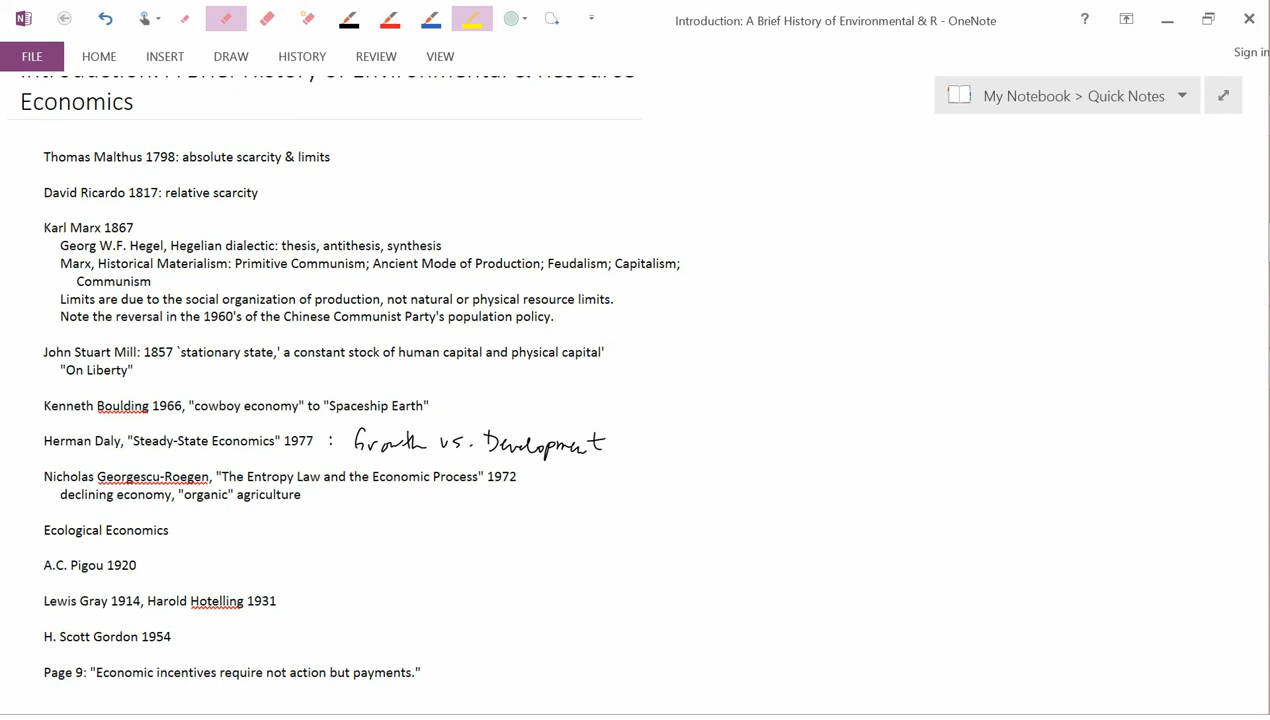 Introduction: A Brief History of Environmental & R - OneNote
?
FILE HOME INSERT DRAW HISTORY REVIEW VIEW
Sign in
My Notebook > Quick Notes
Introduction: A Brief History of Environmental & Resource
Economics
Thomas Malthus 1798: absolute scarcity & limits
David Ricardo 1817: relative scarcity
Karl Marx 1867
Georg W.F. Hegel, Hegelian dialectic: thesis, antithesis, synthesis
Marx, Historical Materialism: Primitive Communism; Ancient Mode of Production; Feudalism; Capitalism;
Communism
Limits are due to the social organization of production, not natural or physical resource limits.
Note the reversal in the 1960's of the Chinese Communist Party's population policy.
John Stuart Mill: 1857 `stationary state,' a constant stock of human capital and physical capital'
"On Liberty"
Kenneth Boulding 1966, "cowboy economy" to "Spaceship Earth"
Herman Daly, "Steady-State Economics" 1977 : Growth vs. Development
Nicholas Georgescu-Roegen, "The Entropy Law and the Economic Process" 1972
declining economy, "organic" agriculture
Ecological Economics
A.C. Pigou 1920
Lewis Gray 1914, Harold Hotelling 1931
H. Scott Gordon 1954
Page 9: "Economic incentives require not action but payments."